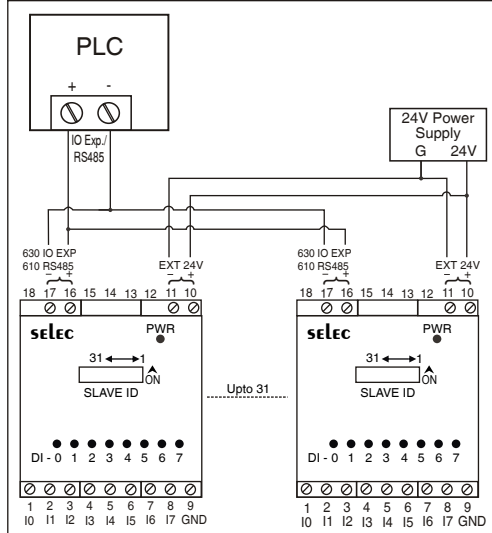 PLC
+ -
IO Exp./
RS485
24V Power
Supply
G 24V
630 IO EXP
610 RS485
- +
EXT 24V
- +
630 IO EXP
610 RS485
- +
EXT 24V
- +
18 17 16 15 14 13 12 11 10
18 17 16 15 14 13 12 11 10
selec
PWR
31 1
ON
SLAVE ID
DI - 0 1 2 3 4 5 6 7
1 2 3 4 5 6 7 8 9
I0 I1 I2 I3 I4 I5 I6 I7 GND
Upto 31
selec
PWR
31 1
ON
SLAVE ID
DI - 0 1 2 3 4 5 6 7
1 2 3 4 5 6 7 8 9
I0 I1 I2 I3 I4 I5 I6 I7 GND